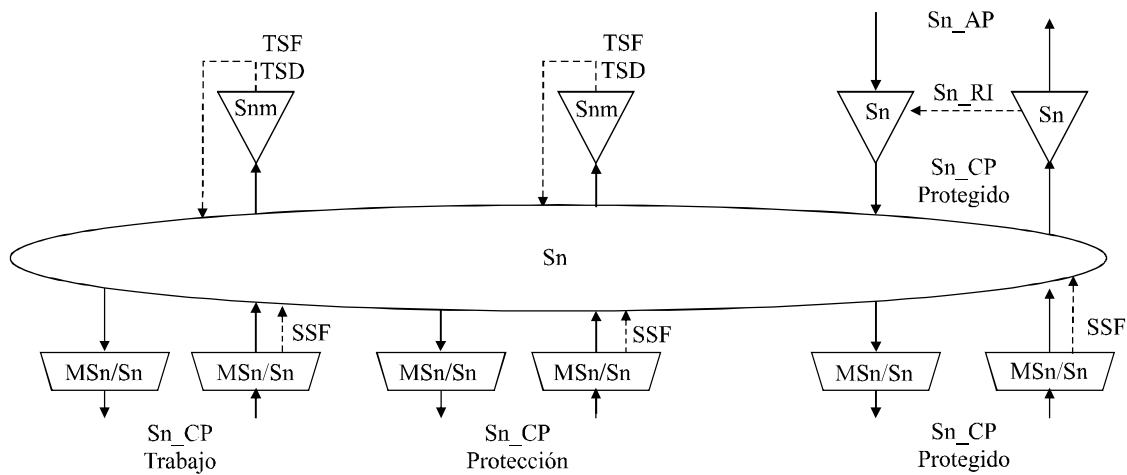 Sn_AP
TSF
TSD
TSF
TSD
Snm
Snm
Sn
Sn_RI
Sn
Sn_CP
Protegido
Sn
SSF
SSF
SSF
MSn/Sn
MSn/Sn
MSn/Sn
MSn/Sn
MSn/Sn
MSn/Sn
Sn_CP
Trabajo
Sn_CP
Protección
Sn_CP
Protegido